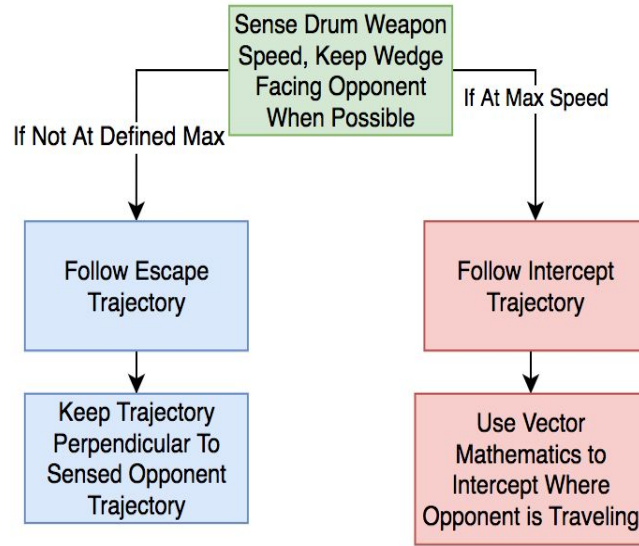 Sense Drum Weapon
Speed, Keep Wedge
Facing Opponent
When Possible
If Not At Defined Max
If At Max Speed
Follow Escape
Trajectory
Follow Intercept
Trajectory
Keep Trajectory
Perpendicular To
Sensed Opponent
Trajectory
Use Vector
Mathematics to
Intercept Where
Opponent is Traveling